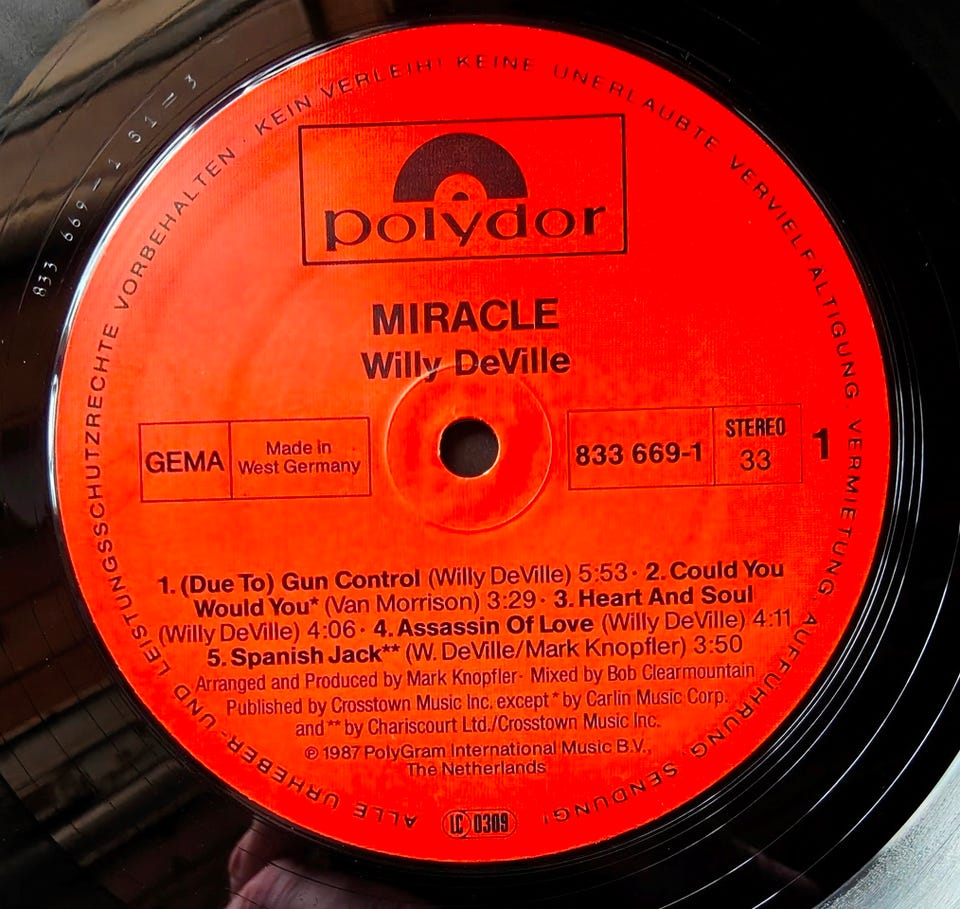 ALLE URHEBER- UND LEISTUNGSSCHUTZRECHTE VORBEHALTEN · KEIN VERLEIH! KEINE UNERLAUBTE VERVIELFÄLTIGUNG, VERMIETUNG, AUFFÜHRUNG, SENDUNG!
833 669-1 S1=3
polydor
MIRACLE
Willy DeVille
GEMA
Made in
West Germany
833 669-1
STEREO
33
1
1. (Due To) Gun Control (Willy DeVille) 5:53 · 2. Could You
Would You* (Van Morrison) 3:29 · 3. Heart And Soul
(Willy DeVille) 4:06 · 4. Assassin Of Love (Willy DeVille) 4:11
5. Spanish Jack** (W. DeVille/Mark Knopfler) 3:50
Arranged and Produced by Mark Knopfler · Mixed by Bob Clearmountain
Published by Crosstown Music Inc. except * by Carlin Music Corp.
and ** by Chariscourt Ltd./Crosstown Music Inc.
℗ 1987 PolyGram International Music B.V.,
The Netherlands
LC 0309